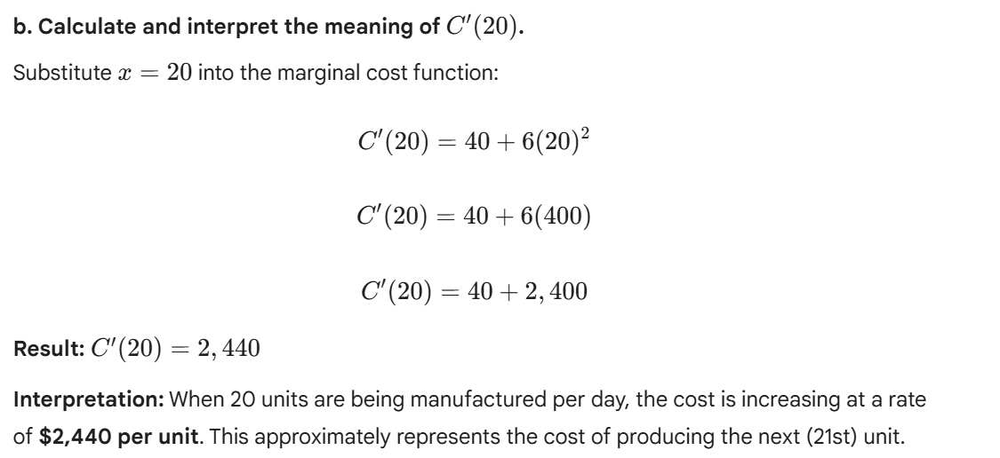 b. Calculate and interpret the meaning of C′(20).
Substitute x = 20 into the marginal cost function:
C′(20) = 40 + 6(20)²
C′(20) = 40 + 6(400)
C′(20) = 40 + 2, 400
Result: C′(20) = 2, 440
Interpretation: When 20 units are being manufactured per day, the cost is increasing at a rate
of $2,440 per unit. This approximately represents the cost of producing the next (21st) unit.